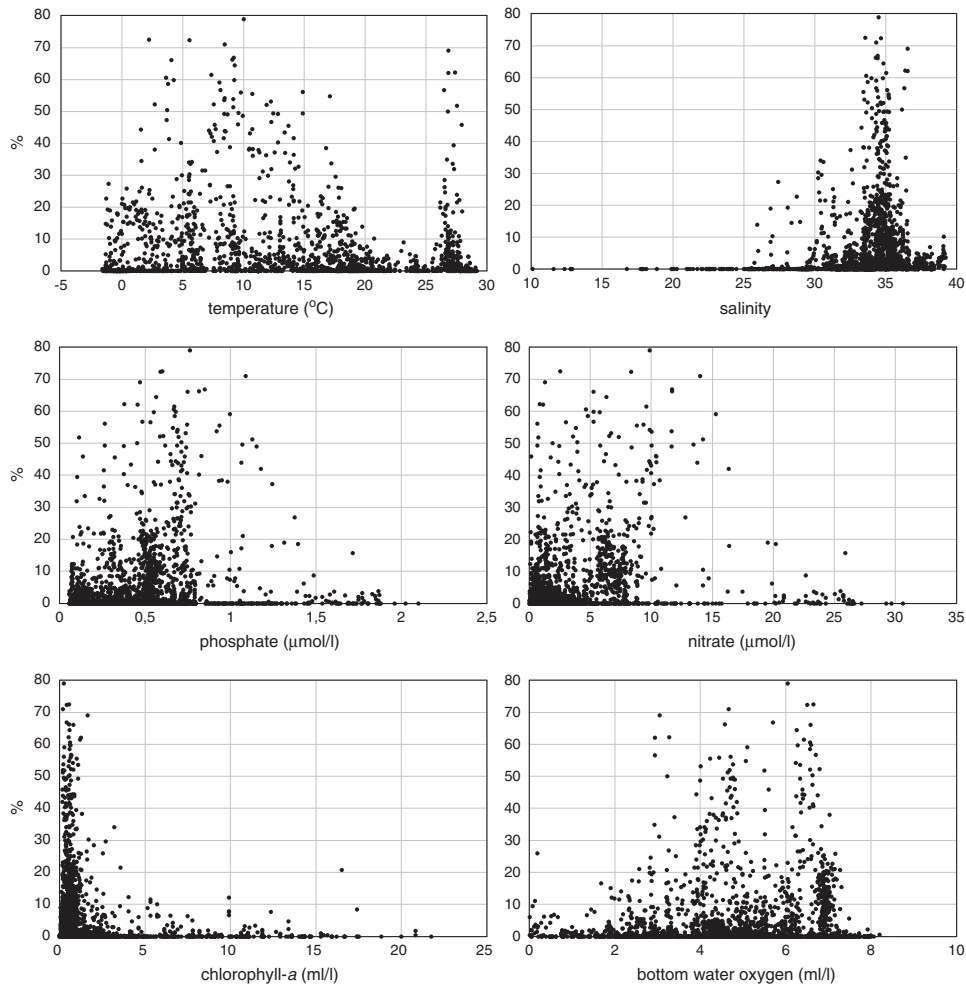 80 70 60 50 40 30 20 10 0
%
-5 0 5 10 15 20 25 30
temperature (°C)
80 70 60 50 40 30 20 10 0
10 15 20 25 30 35 40
salinity
80 70 60 50 40 30 20 10 0
%
0 0,5 1 1,5 2 2,5
phosphate (μmol/l)
80 70 60 50 40 30 20 10 0
0 5 10 15 20 25 30 35
nitrate (μmol/l)
80 70 60 50 40 30 20 10 0
%
0 5 10 15 20 25
chlorophyll-a (ml/l)
80 70 60 50 40 30 20 10 0
0 2 4 6 8 10
bottom water oxygen (ml/l)